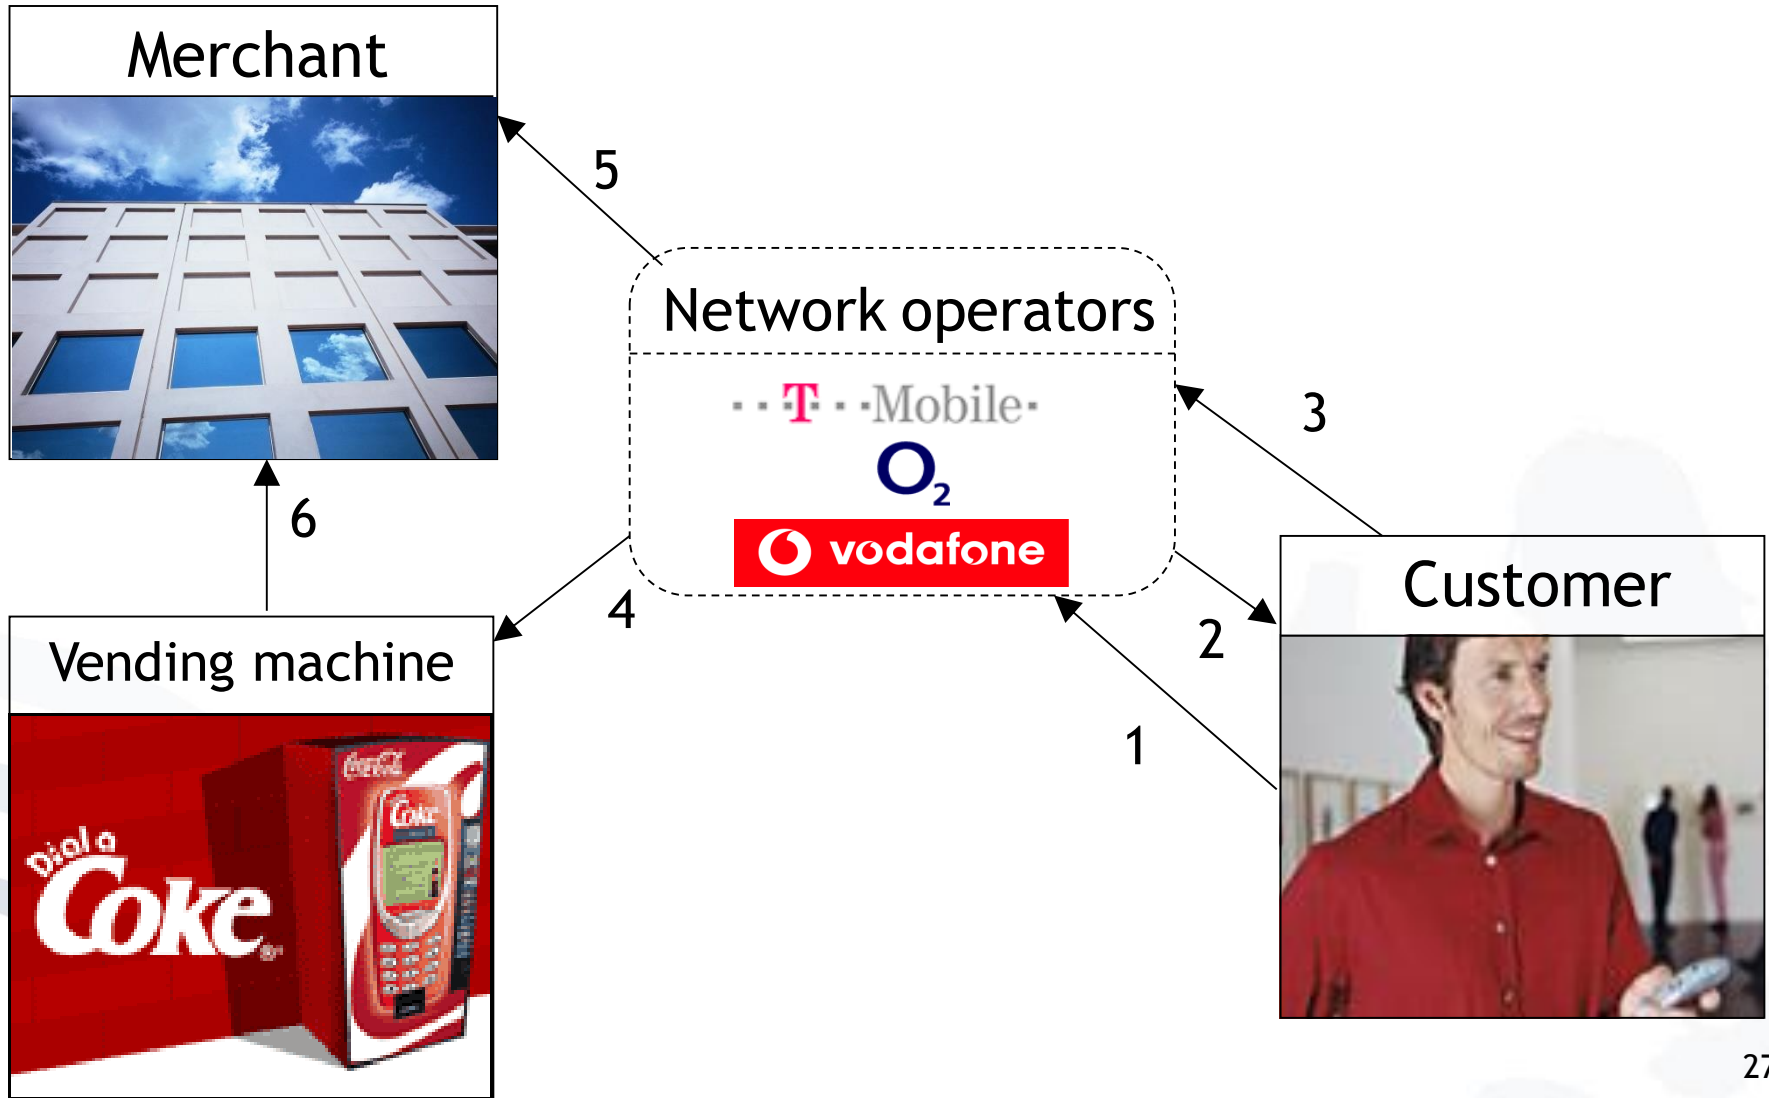 Merchant
5
Network operators
T Mobile
O2
vodafone
3
6
4
2
Customer
Vending machine
1
Coca-Cola
Coke
Dial a
Coke
27